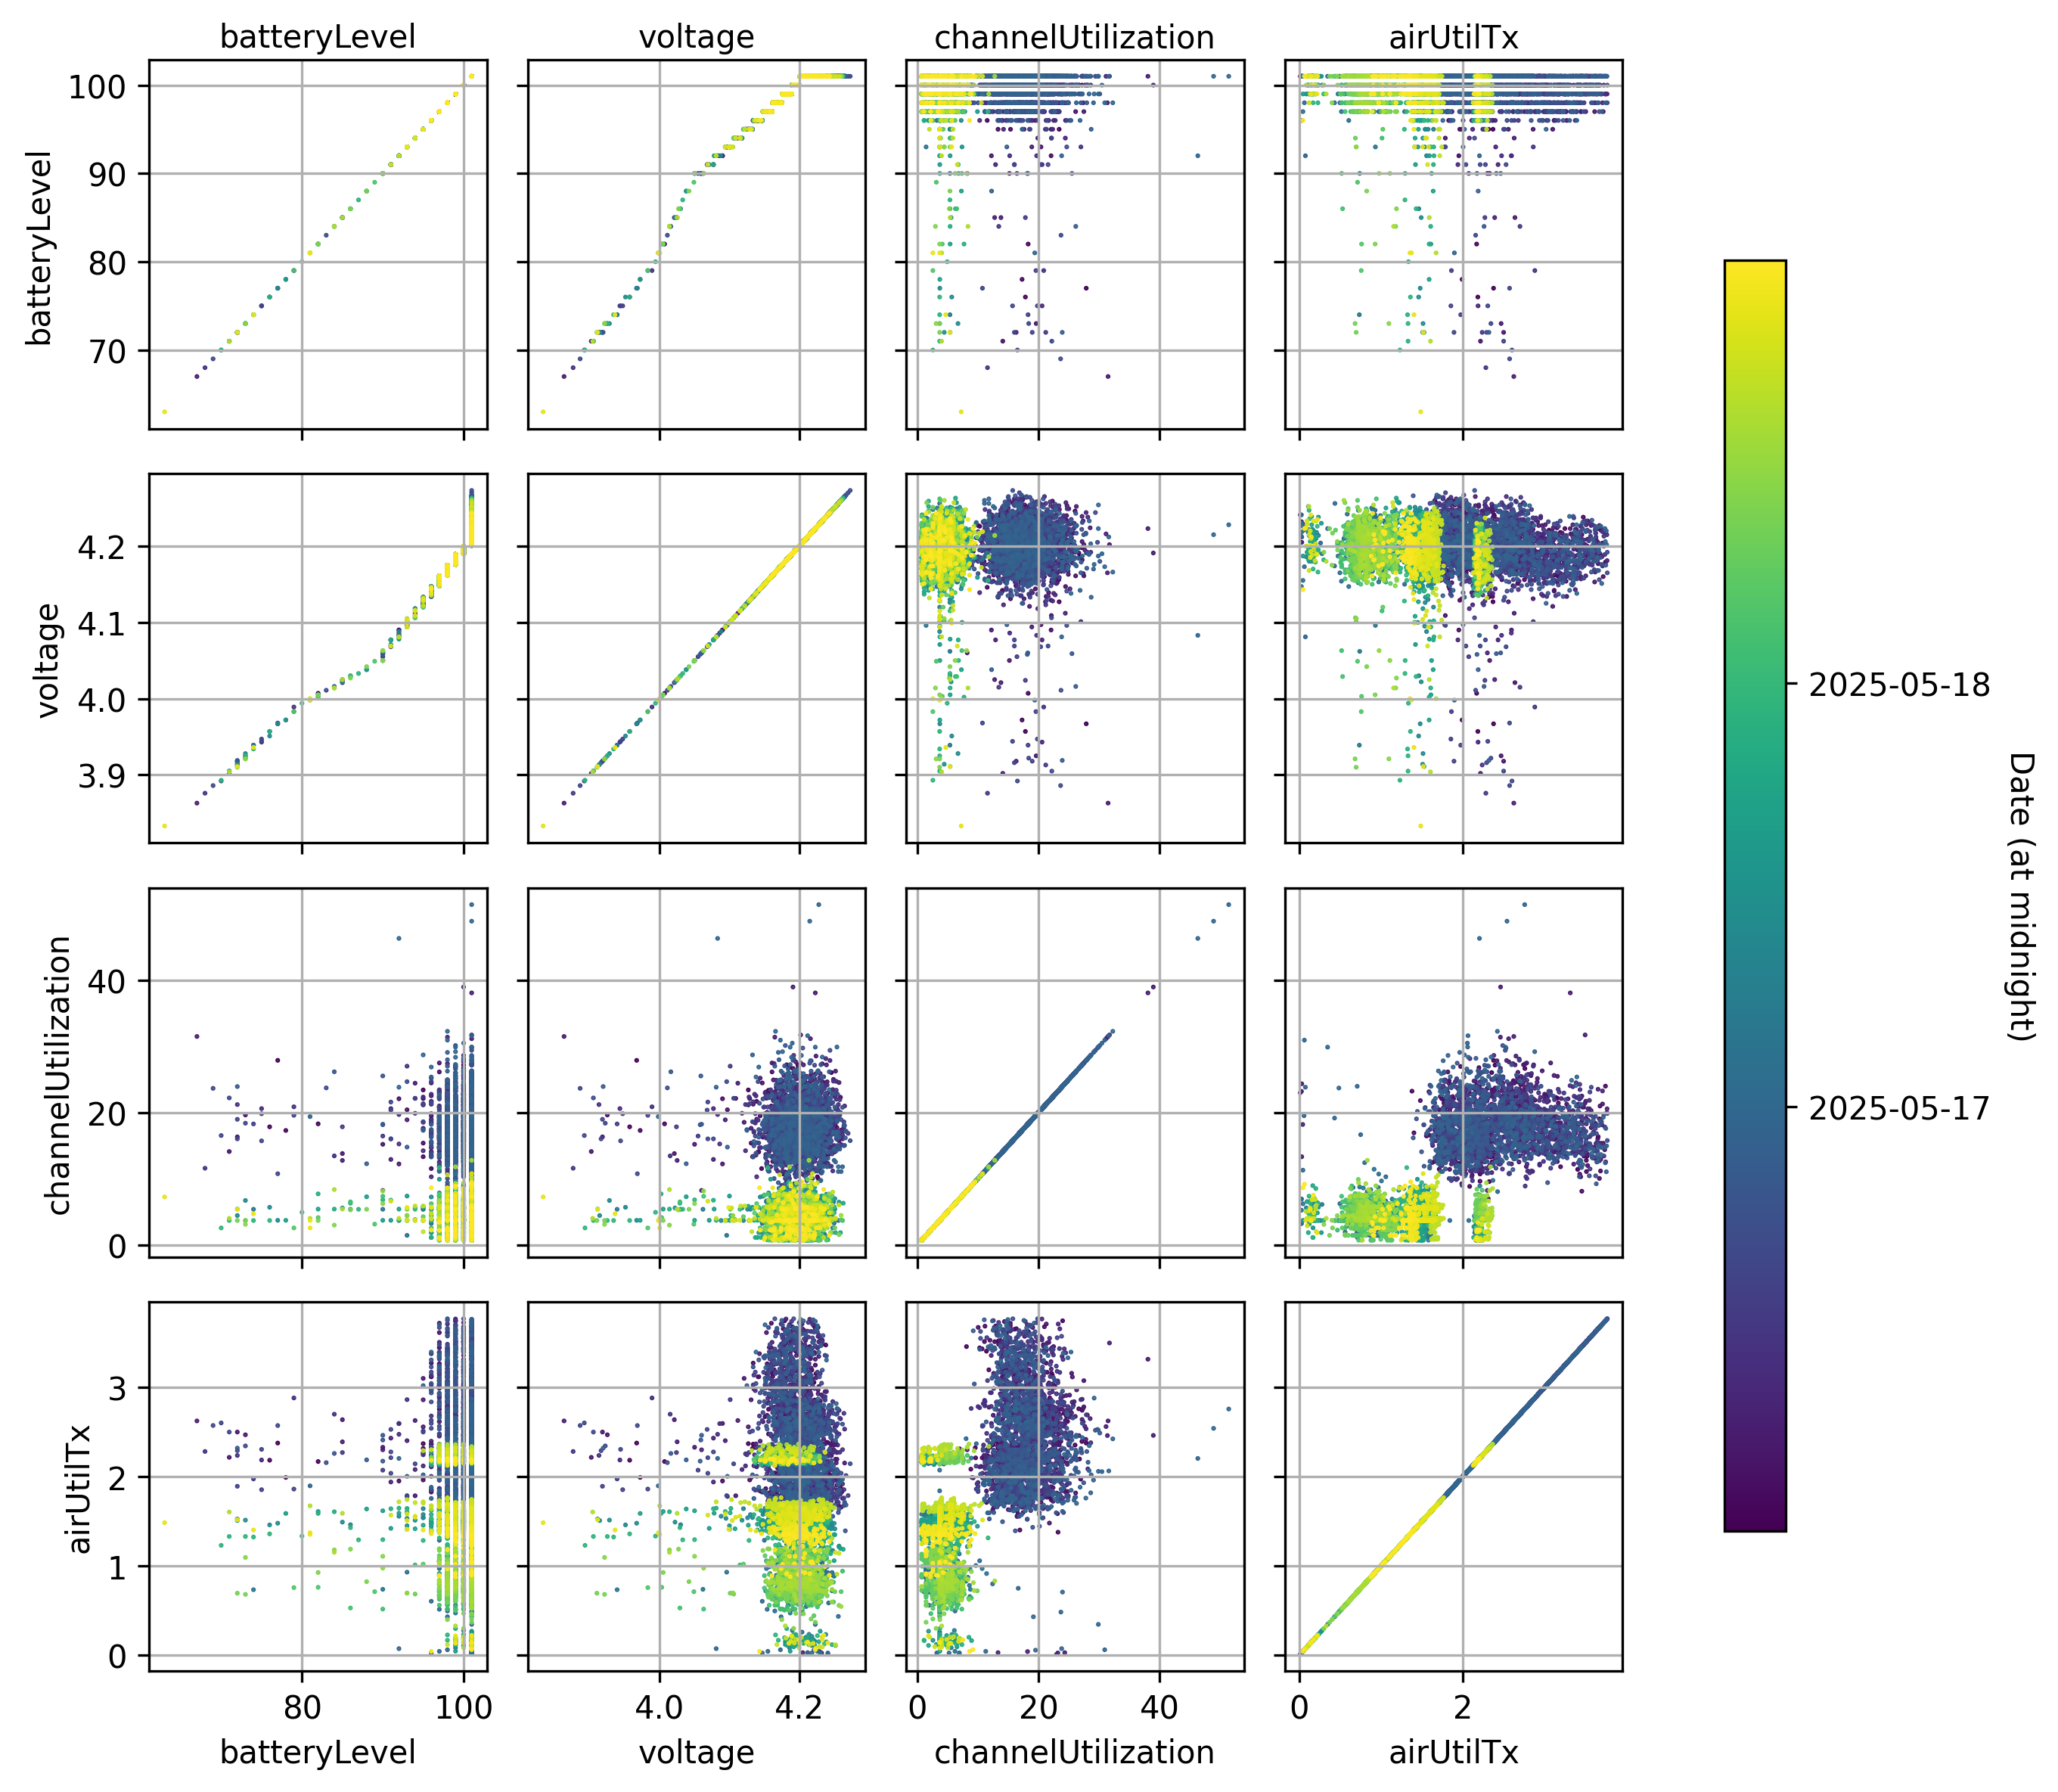 batteryLevel voltage channelUtilization airUtilTx
batteryLevel
100
90
80
70
voltage
4.2
4.1
4.0
3.9
channelUtilization
40
20
0
airUtilTx
3
2
1
0
80 100 4.0 4.2 0 20 40 0 2
batteryLevel voltage channelUtilization airUtilTx
2025-05-18
2025-05-17
Date (at midnight)